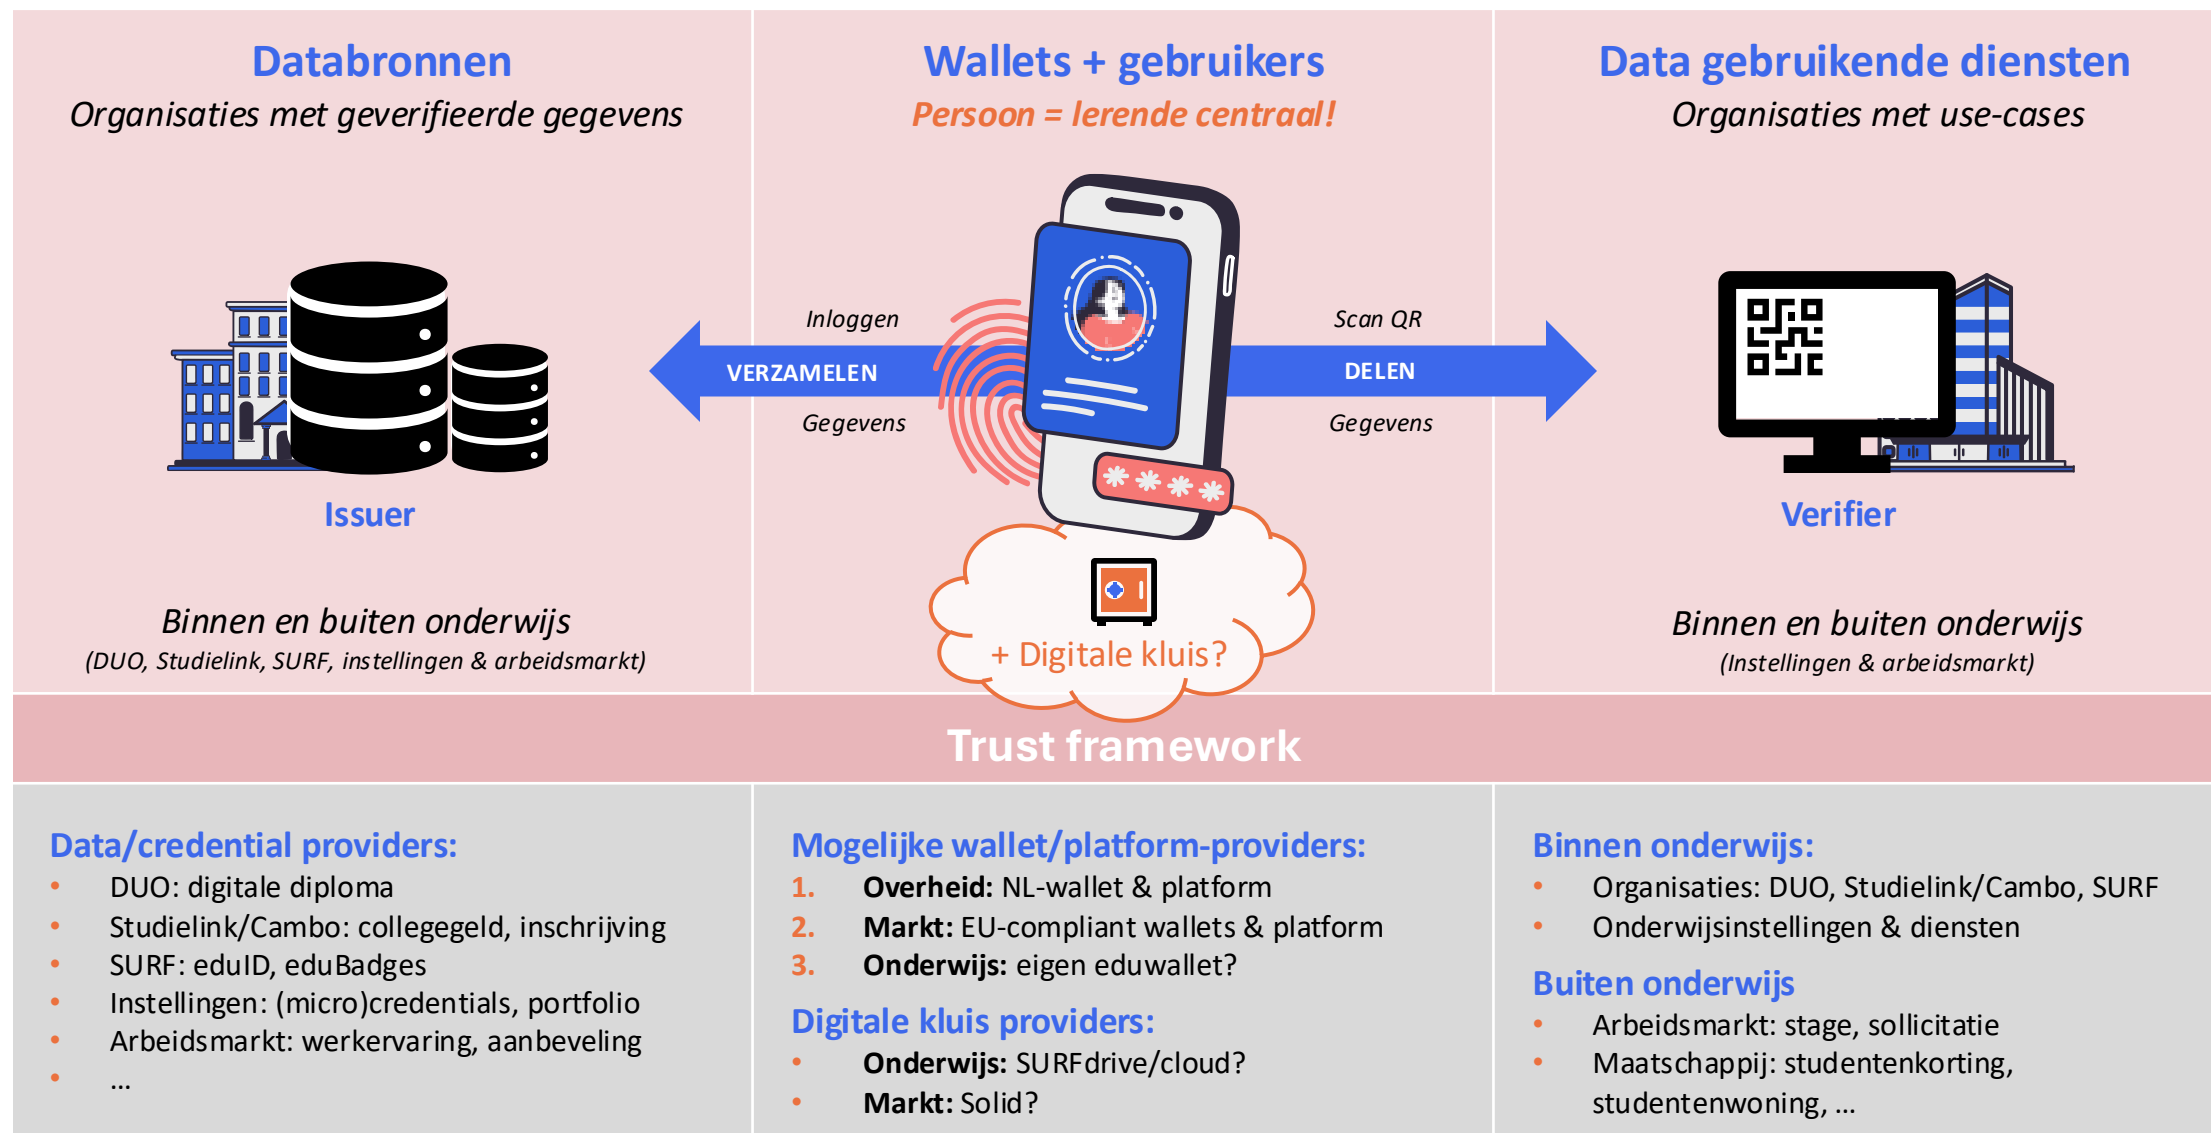 Databronnen
Organisaties met geverifieerde gegevens
Issuer
Binnen en buiten onderwijs
(DUO, Studielink, SURF, instellingen & arbeidsmarkt)
Wallets + gebruikers
Persoon = lerende centraal!
Inloggen
VERZAMELEN
Gegevens
Scan QR
DELEN
Gegevens
+ Digitale kluis?
Data gebruikende diensten
Organisaties met use-cases
Verifier
Binnen en buiten onderwijs
(Instellingen & arbeidsmarkt)
Trust framework
Data/credential providers:
• DUO: digitale diploma
• Studielink/Cambo: collegegeld, inschrijving
• SURF: eduID, eduBadges
• Instellingen: (micro)credentials, portfolio
• Arbeidsmarkt: werkervaring, aanbeveling
• ...
Mogelijke wallet/platform-providers:
1. Overheid: NL-wallet & platform
2. Markt: EU-compliant wallets & platform
3. Onderwijs: eigen eduwallet?
Digitale kluis providers:
• Onderwijs: SURFdrive/cloud?
• Markt: Solid?
Binnen onderwijs:
• Organisaties: DUO, Studielink/Cambo, SURF
• Onderwijsinstellingen & diensten
Buiten onderwijs
• Arbeidsmarkt: stage, sollicitatie
• Maatschappij: studentenkorting,
studentenwoning, ...